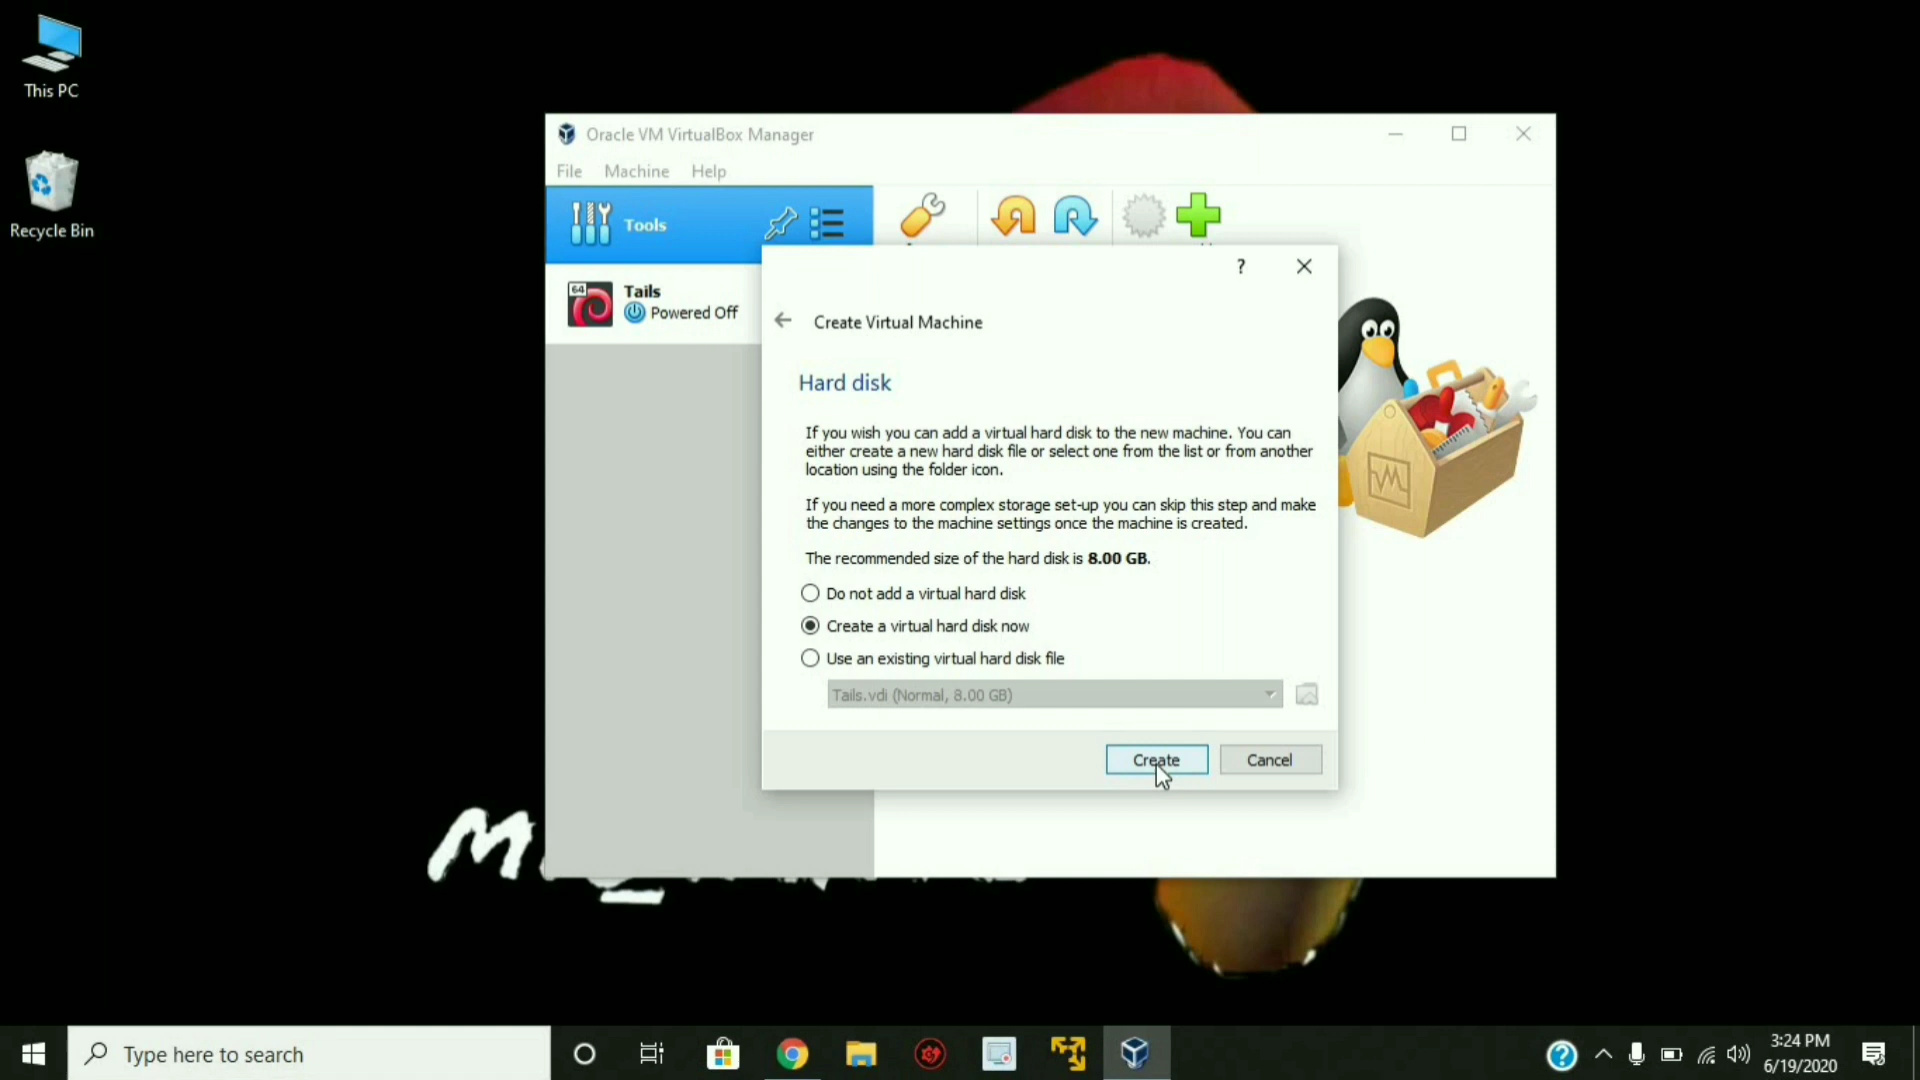 This PC
Recycle Bin
Oracle VM VirtualBox Manager
File Machine Help
Tools
64
Tails
Powered Off
?
Create Virtual Machine
Hard disk
If you wish you can add a virtual hard disk to the new machine. You can
either create a new hard disk file or select one from the list or from another
location using the folder icon.
If you need a more complex storage set-up you can skip this step and make
the changes to the machine settings once the machine is created.
The recommended size of the hard disk is 8.00 GB.
Do not add a virtual hard disk
Create a virtual hard disk now
Use an existing virtual hard disk file
Tails.vdi (Normal, 8.00 GB)
Create
Cancel
Type here to search
3:24 PM
6/19/2020